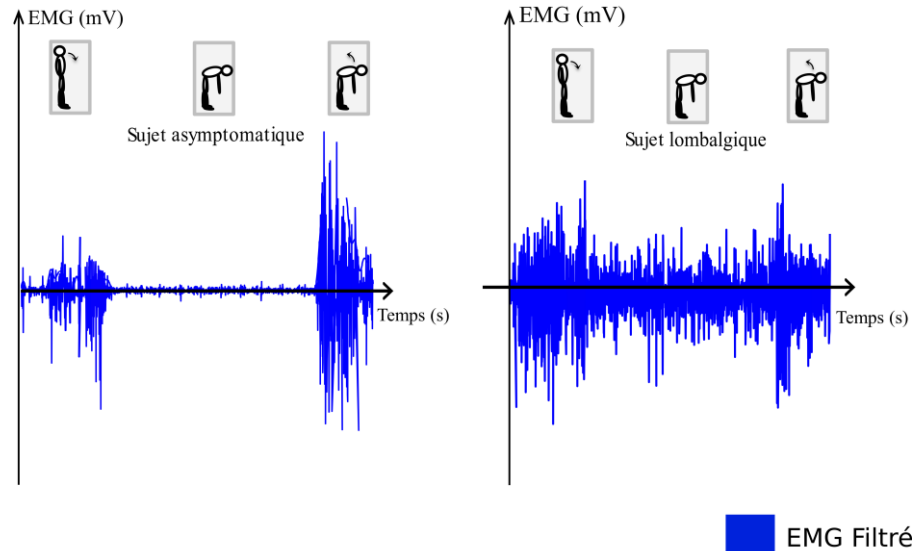 EMG (mV)
Sujet asymptomatique
Temps (s)
EMG (mV)
Sujet lombalgique
Temps (s)
EMG Filtré